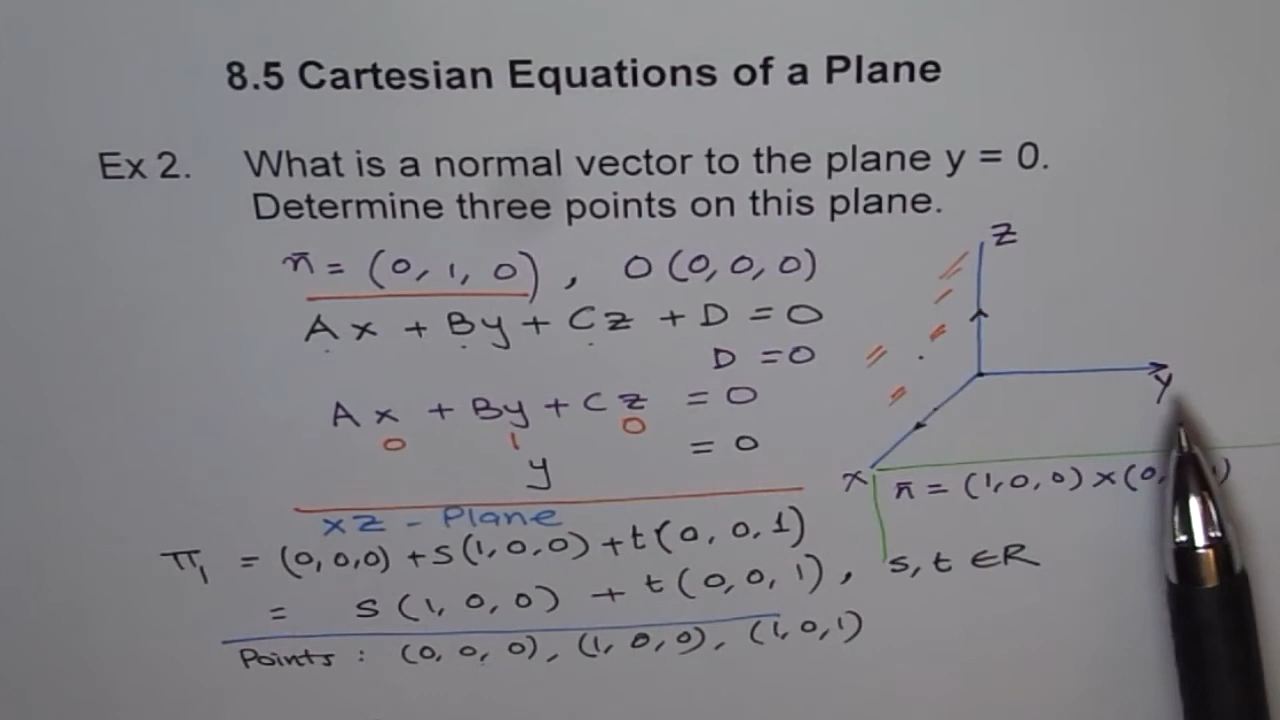 8.5 Cartesian Equations of a Plane
Ex 2. What is a normal vector to the plane y = 0.
Determine three points on this plane.
n̄ = (0, 1, 0) , O (0, 0, 0)
Ax + By + Cz + D = 0
D = 0
Ax + By + Cz = 0
0 1 0
y = 0
xz - Plane
π₁ = (0,0,0) + s(1,0,0) + t(0, 0, 1)
= s(1, 0, 0) + t(0, 0, 1) , s, t ∈ R
Points : (0, 0, 0), (1, 0, 0), (1, 0, 1)
z
y
x
n̄ = (1, 0, 0) × (0,